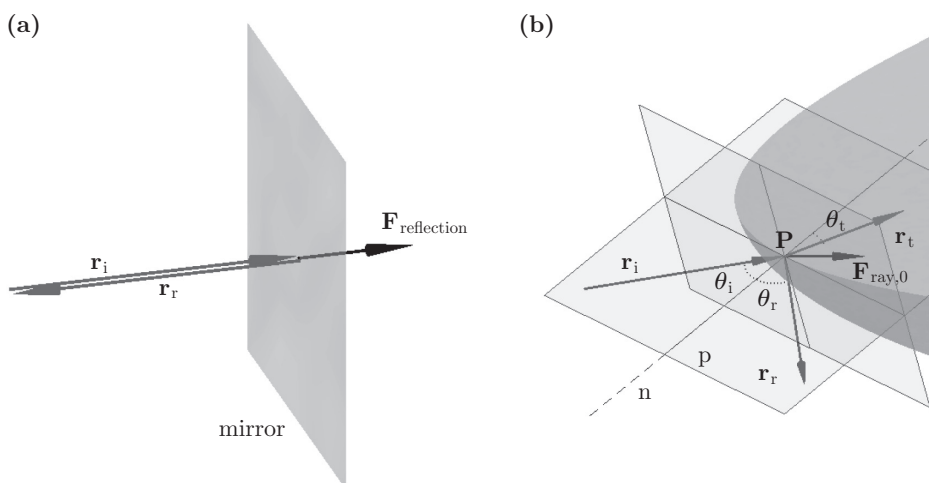 (a)
F_reflection
r_i
r_r
mirror
(b)
P
θ_t
r_t
r_i
F_ray,0
θ_i
θ_r
p
r_r
n